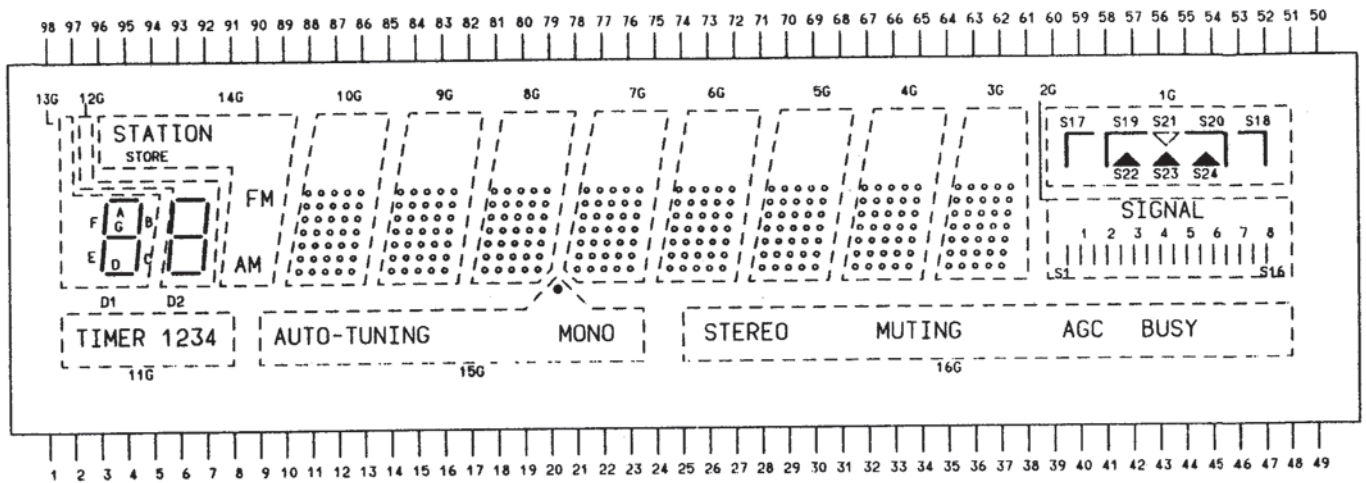 98 97 96 95 94 93 92 91 90 89 88 87 86 85 84 83 82 81 80 79 78 77 76 75 74 73 72 71 70 69 68 67 66 65 64 63 62 61 60 59 58 57 56 55 54 53 52 51 50
13G 12G 14G 10G 9G 8G 7G 6G 5G 4G 3G 2G 1G
S17 S19 S21 S20 S18
STATION
STORE
S22 S23 S24
FM
F A B
G
SIGNAL
1 2 3 4 5 6 7 8
E D C
AM
S1 S16
D1 D2
TIMER 1234 AUTO-TUNING MONO STEREO MUTING AGC BUSY
11G 15G 16G
1 2 3 4 5 6 7 8 9 10 11 12 13 14 15 16 17 18 19 20 21 22 23 24 25 26 27 28 29 30 31 32 33 34 35 36 37 38 39 40 41 42 43 44 45 46 47 48 49